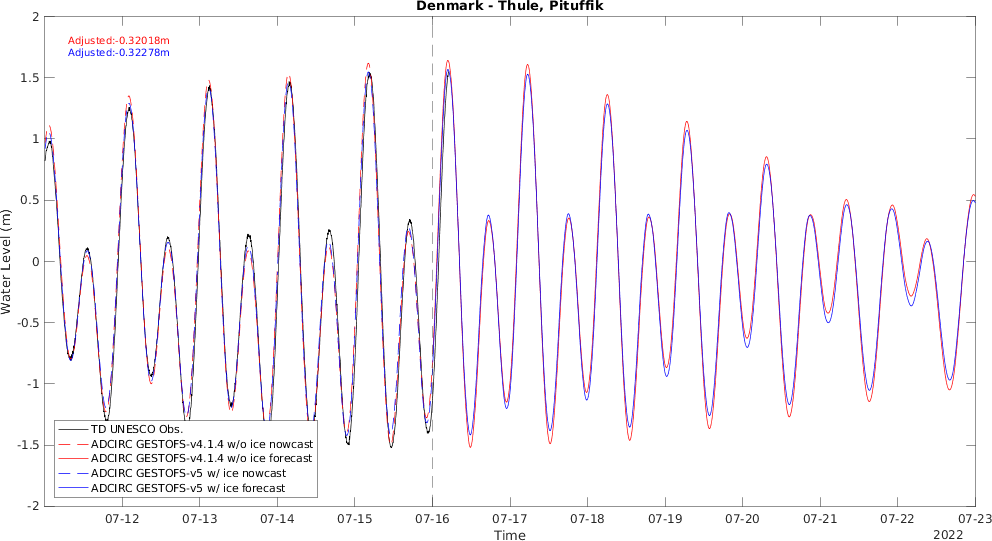 Denmark - Thule, Pituffik
Adjusted:-0.32018m
Adjusted:-0.32278m
2
1.5
1
0.5
0
-0.5
-1
-1.5
-2
Water Level (m)
TD UNESCO Obs.
ADCIRC GESTOFS-v4.1.4 w/o ice nowcast
ADCIRC GESTOFS-v4.1.4 w/o ice forecast
ADCIRC GESTOFS-v5 w/ ice nowcast
ADCIRC GESTOFS-v5 w/ ice forecast
07-12 07-13 07-14 07-15 07-16 07-17 07-18 07-19 07-20 07-21 07-22 07-23
Time
2022